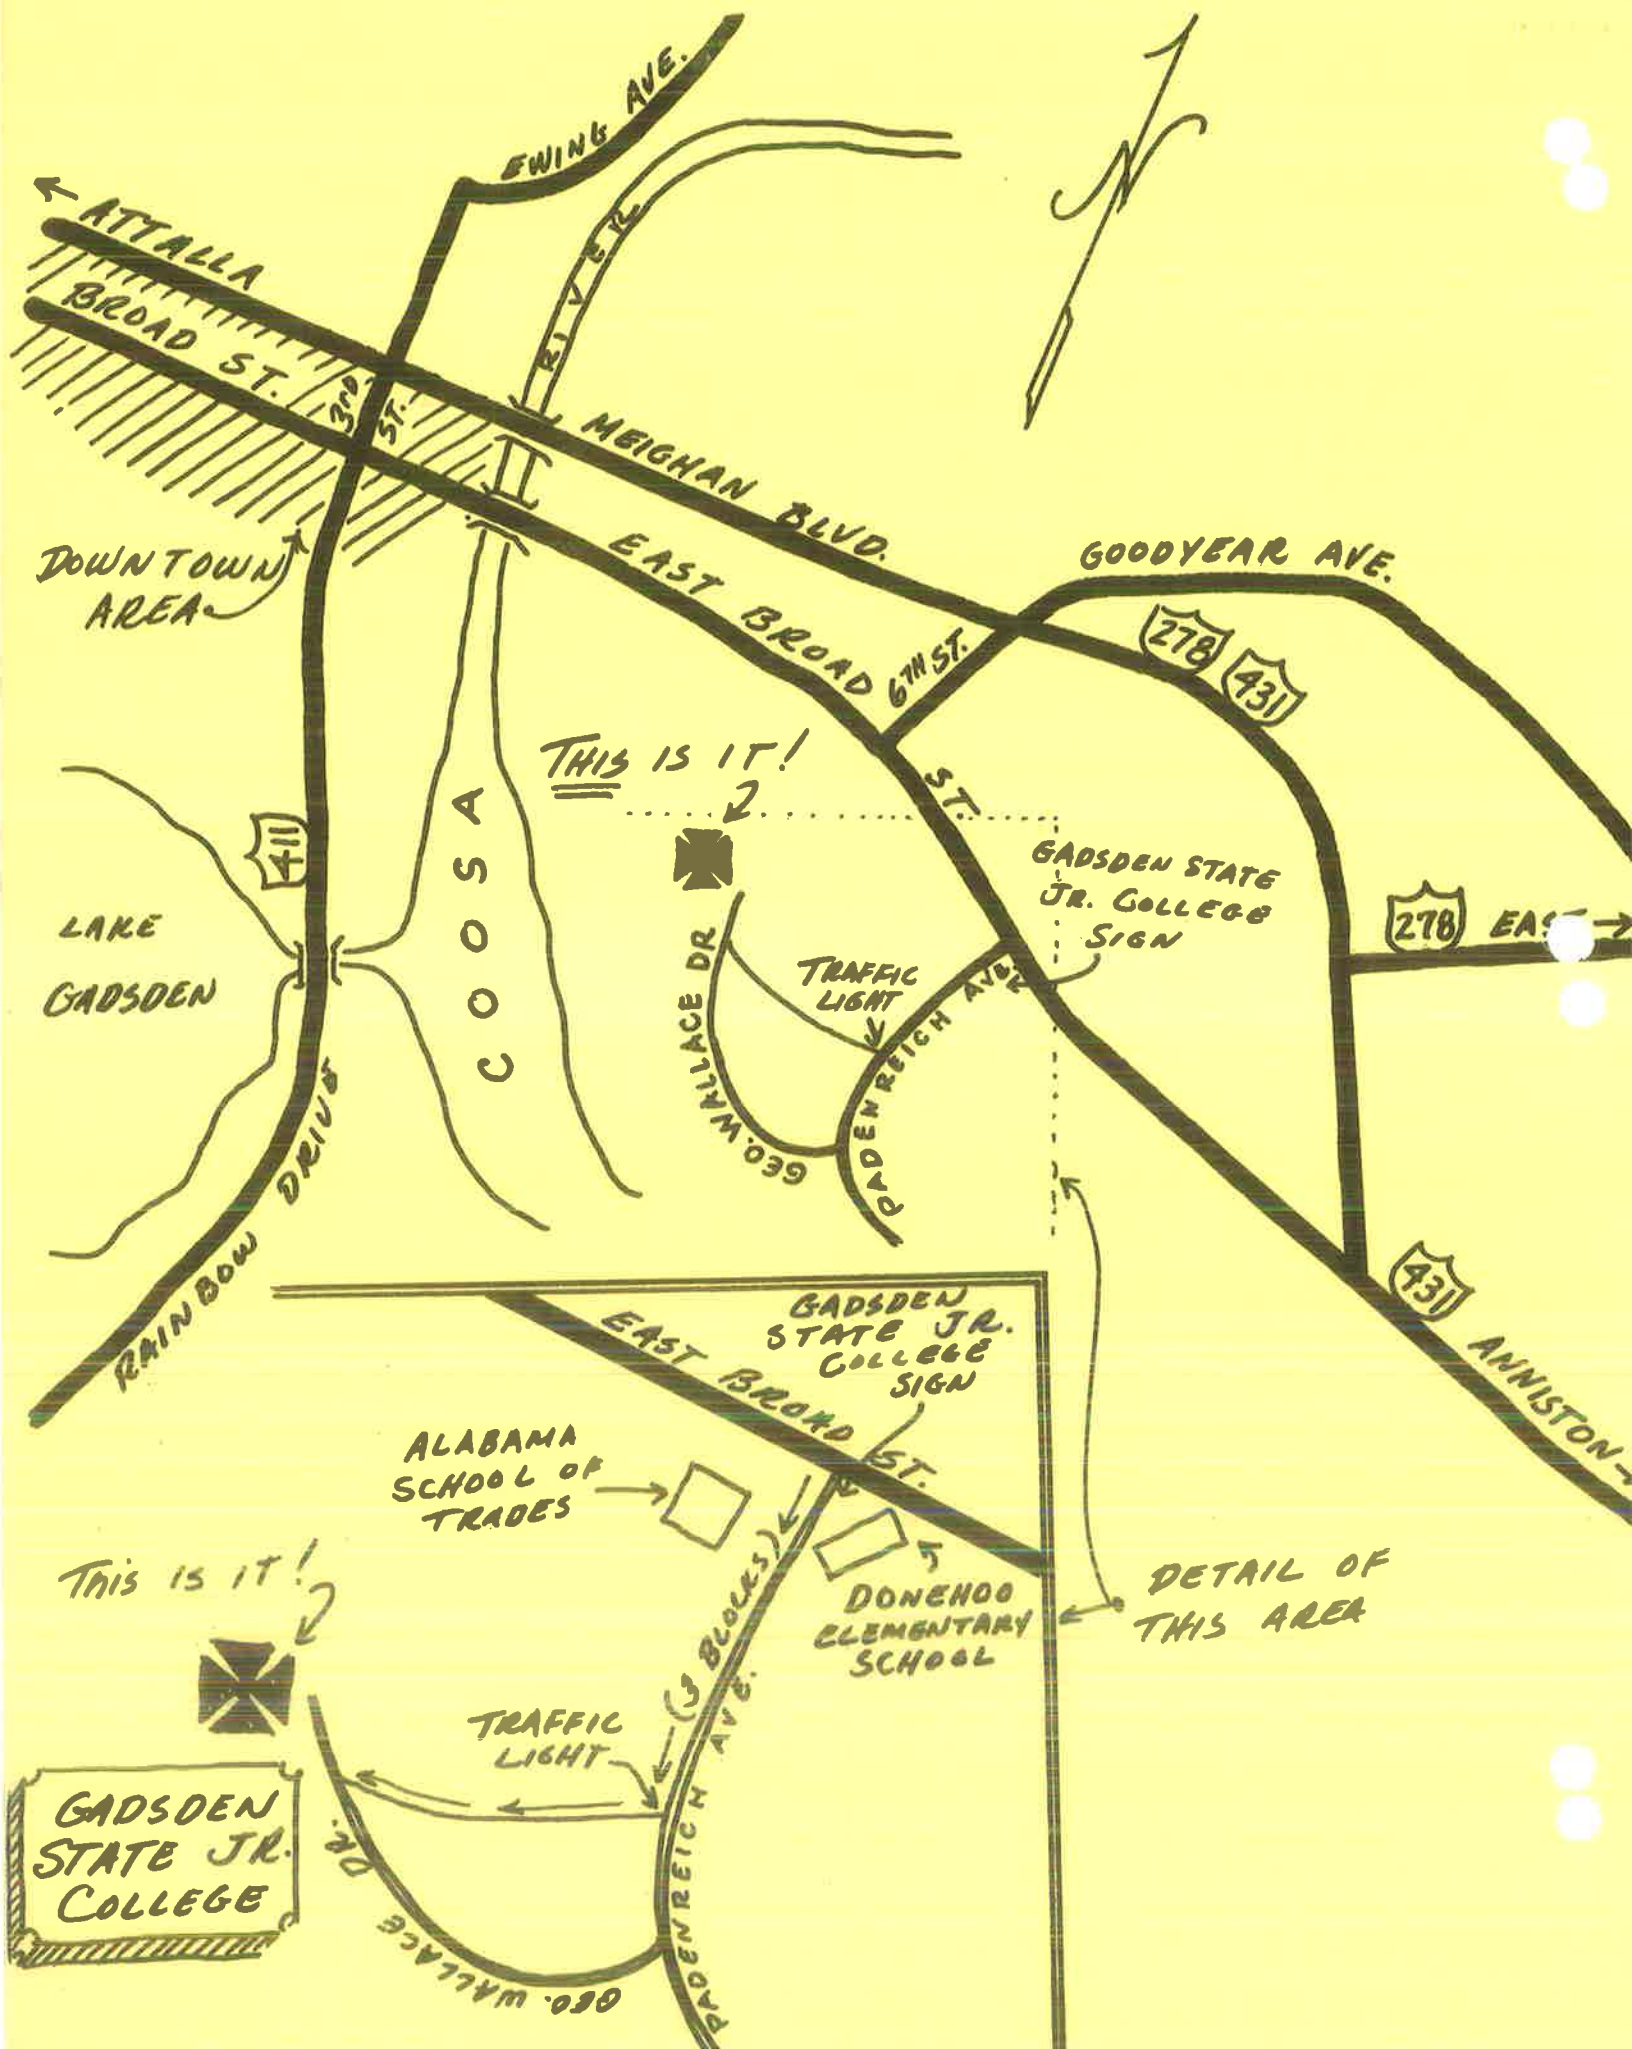 EWING AVE.
N
ATTALLA
RIVER
BROAD ST.
3RD
ST.
MEIGHAN BLVD.
DOWNTOWN
AREA
EAST BROAD ST.
GOODYEAR AVE.
6TH ST.
278
431
THIS IS IT!
411
COOSA
GADSDEN STATE
JR. COLLEGE
SIGN
278 EAST
LAKE
GADSDEN
TRAFFIC
LIGHT
GEO. WALLACE DR
PADENREICH AVE.
RAINBOW DRIVE
431
ANNISTON
GADSDEN
STATE JR.
COLLEGE
SIGN
EAST BROAD ST.
ALABAMA
SCHOOL OF
TRADES
This is iT!
(3 BLOCKS)
DONEHOO
ELEMENTARY
SCHOOL
DETAIL OF
THIS AREA
TRAFFIC
LIGHT
PADENREICH AVE.
GADSDEN
STATE JR.
COLLEGE
GEO. WALLACE DR.